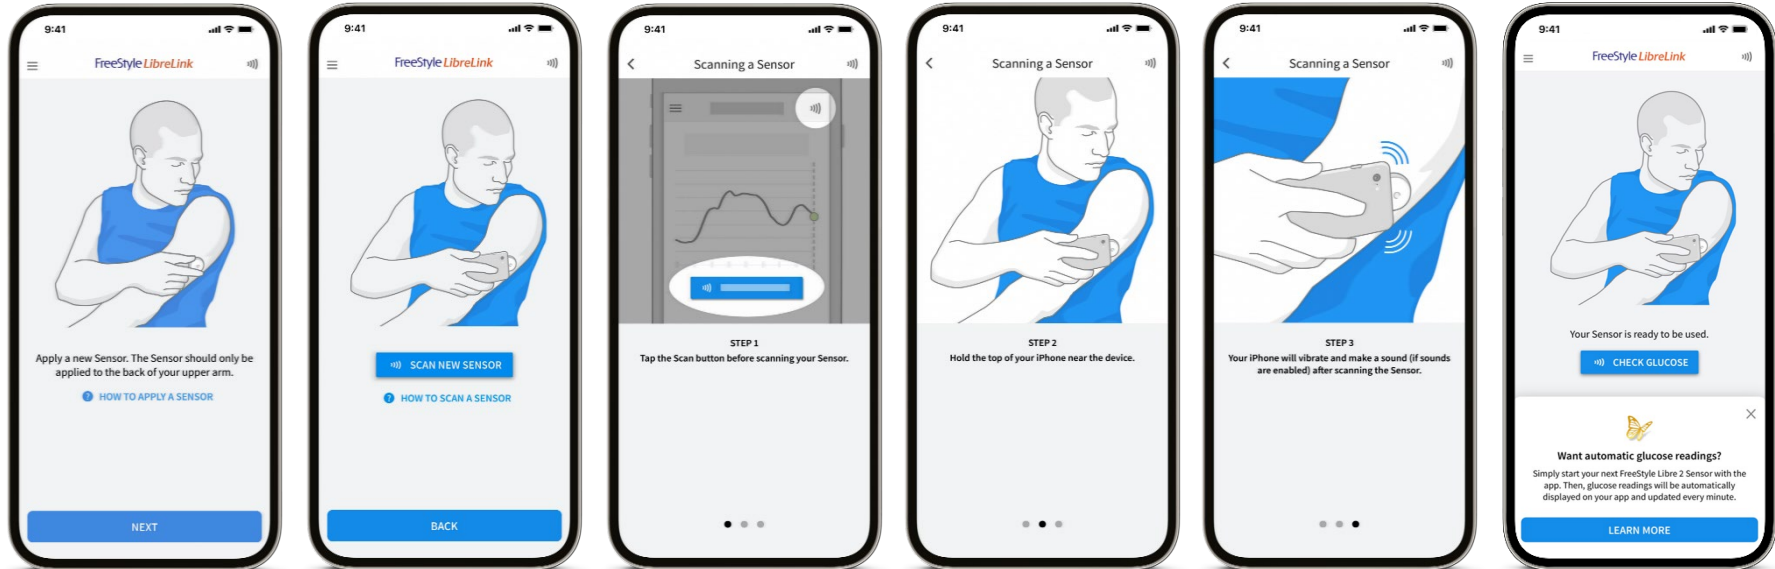 9:41
FreeStyle LibreLink
Apply a new Sensor. The Sensor should only be
applied to the back of your upper arm.
? HOW TO APPLY A SENSOR
NEXT
9:41
FreeStyle LibreLink
SCAN NEW SENSOR
? HOW TO SCAN A SENSOR
BACK
9:41
Scanning a Sensor
STEP 1
Tap the Scan button before scanning your Sensor.
9:41
Scanning a Sensor
STEP 2
Hold the top of your iPhone near the device.
9:41
Scanning a Sensor
STEP 3
Your iPhone will vibrate and make a sound (if sounds
are enabled) after scanning the Sensor.
9:41
FreeStyle LibreLink
Your Sensor is ready to be used.
CHECK GLUCOSE
Want automatic glucose readings?
Simply start your next FreeStyle Libre 2 Sensor with the
app. Then, glucose readings will be automatically
displayed on your app and updated every minute.
LEARN MORE